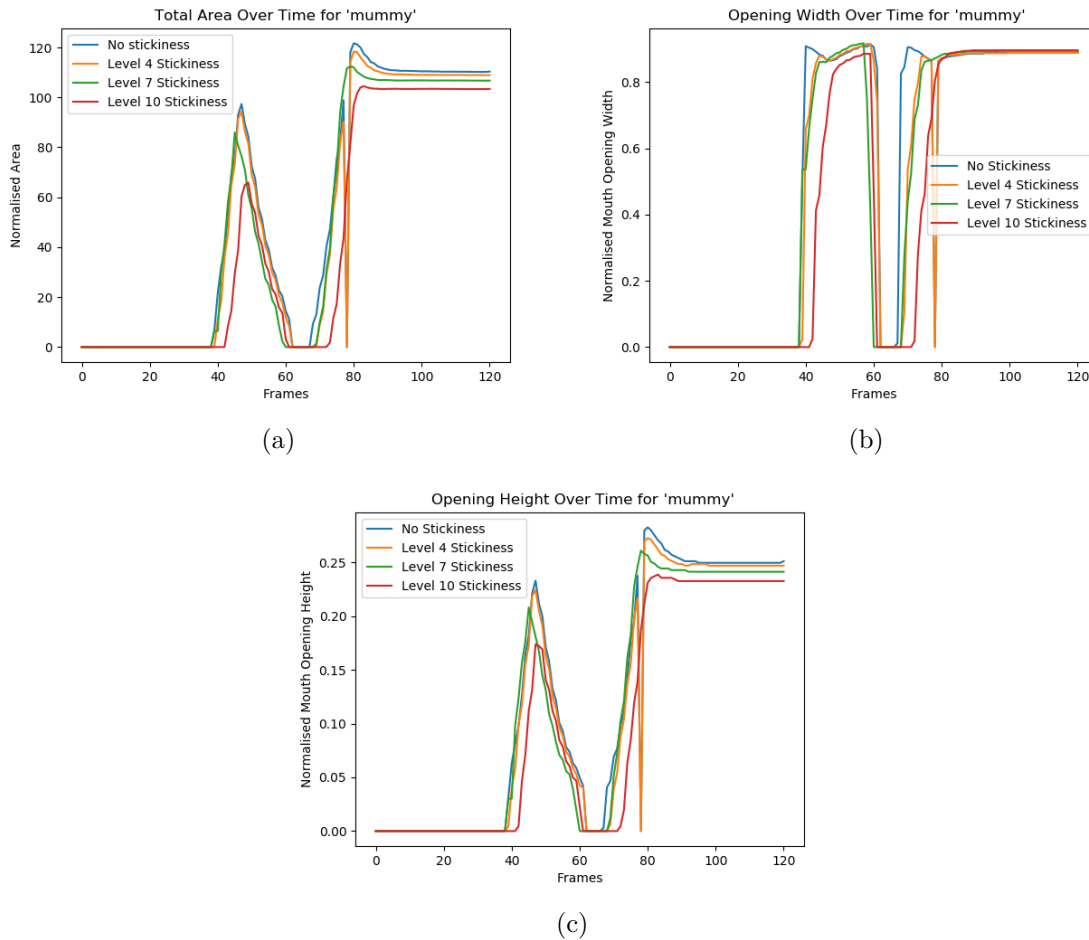 Total Area Over Time for 'mummy'
No stickiness
Level 4 Stickiness
Level 7 Stickiness
Level 10 Stickiness
Normalised Area
120
100
80
60
40
20
0
0 20 40 60 80 100 120
Frames
(a)
Opening Width Over Time for 'mummy'
No Stickiness
Level 4 Stickiness
Level 7 Stickiness
Level 10 Stickiness
Normalised Mouth Opening Width
0.8
0.6
0.4
0.2
0.0
0 20 40 60 80 100 120
Frames
(b)
Opening Height Over Time for 'mummy'
No Stickiness
Level 4 Stickiness
Level 7 Stickiness
Level 10 Stickiness
Normalised Mouth Opening Height
0.25
0.20
0.15
0.10
0.05
0.00
0 20 40 60 80 100 120
Frames
(c)